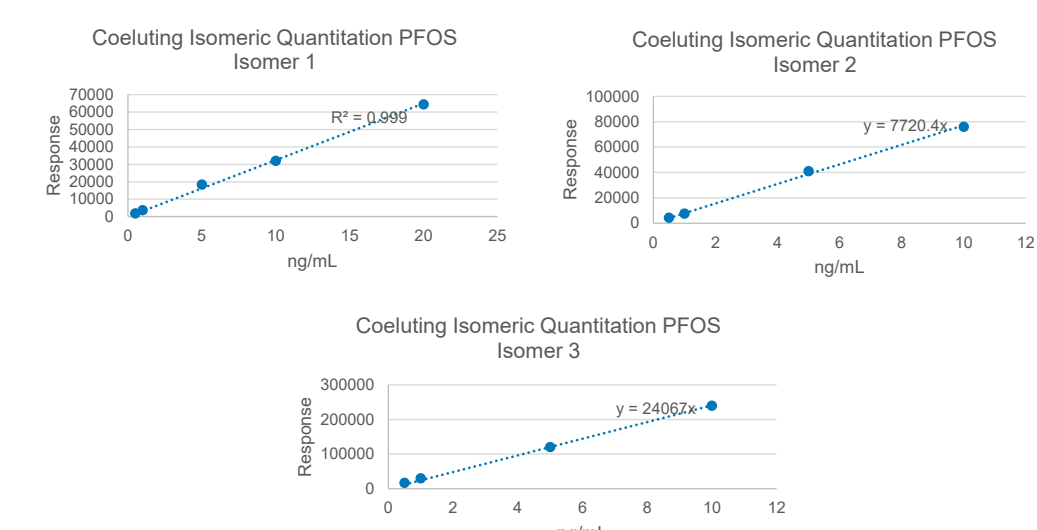 Coeluting Isomeric Quantitation PFOS
Isomer 1
70000
60000
50000
40000
30000
20000
10000
0
Response
R² = 0.999
0 5 10 15 20 25
ng/mL
Coeluting Isomeric Quantitation PFOS
Isomer 2
100000
80000
60000
40000
20000
0
Response
y = 7720.4x
0 2 4 6 8 10 12
ng/mL
Coeluting Isomeric Quantitation PFOS
Isomer 3
300000
200000
100000
0
Response
y = 24067x
0 2 4 6 8 10 12